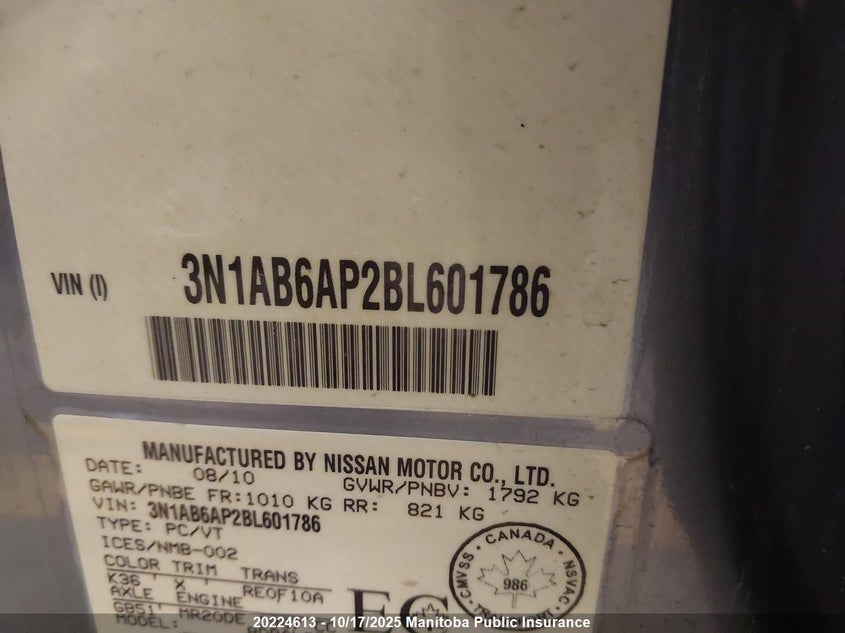 VIN (I) 3N1AB6AP2BL601786
MANUFACTURED BY NISSAN MOTOR CO., LTD.
DATE: 08/10 GVWR/PNBV: 1792 KG
GAWR/PNBE FR: 1010 KG RR: 821 KG
VIN: 3N1AB6AP2BL601786
TYPE: PC/VT
ICES/NMB-002
COLOR TRIM TRANS
K36 'X' RE0F10A
AXLE ENGINE
GB51 MR20DE
MODEL:
EC
CMVSS · CANADA · NSVAC
986
20224613 - 10/17/2025 Manitoba Public Insurance